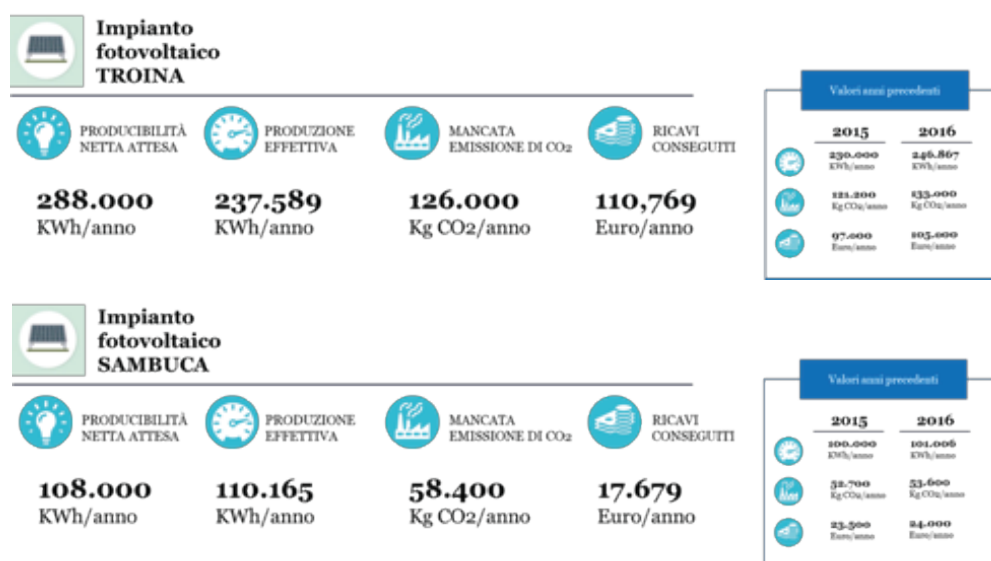 Impianto
fotovoltaico
TROINA
PRODUCIBILITÀ
NETTA ATTESA
PRODUZIONE
EFFETTIVA
MANCATA
EMISSIONE DI CO2
RICAVI
CONSEGUITI
288.000
KWh/anno
237.589
KWh/anno
126.000
Kg CO2/anno
110,769
Euro/anno
Valori anni precedenti
2015
2016
230.000
KWh/anno
246.867
KWh/anno
121.200
Kg CO2/anno
133.000
Kg CO2/anno
97.000
Euro/anno
105.000
Euro/anno
Impianto
fotovoltaico
SAMBUCA
PRODUCIBILITÀ
NETTA ATTESA
PRODUZIONE
EFFETTIVA
MANCATA
EMISSIONE DI CO2
RICAVI
CONSEGUITI
108.000
KWh/anno
110.165
KWh/anno
58.400
Kg CO2/anno
17.679
Euro/anno
Valori anni precedenti
2015
2016
100.000
KWh/anno
101.006
KWh/anno
52.700
Kg CO2/anno
53.600
Kg CO2/anno
23.500
Euro/anno
24.000
Euro/anno